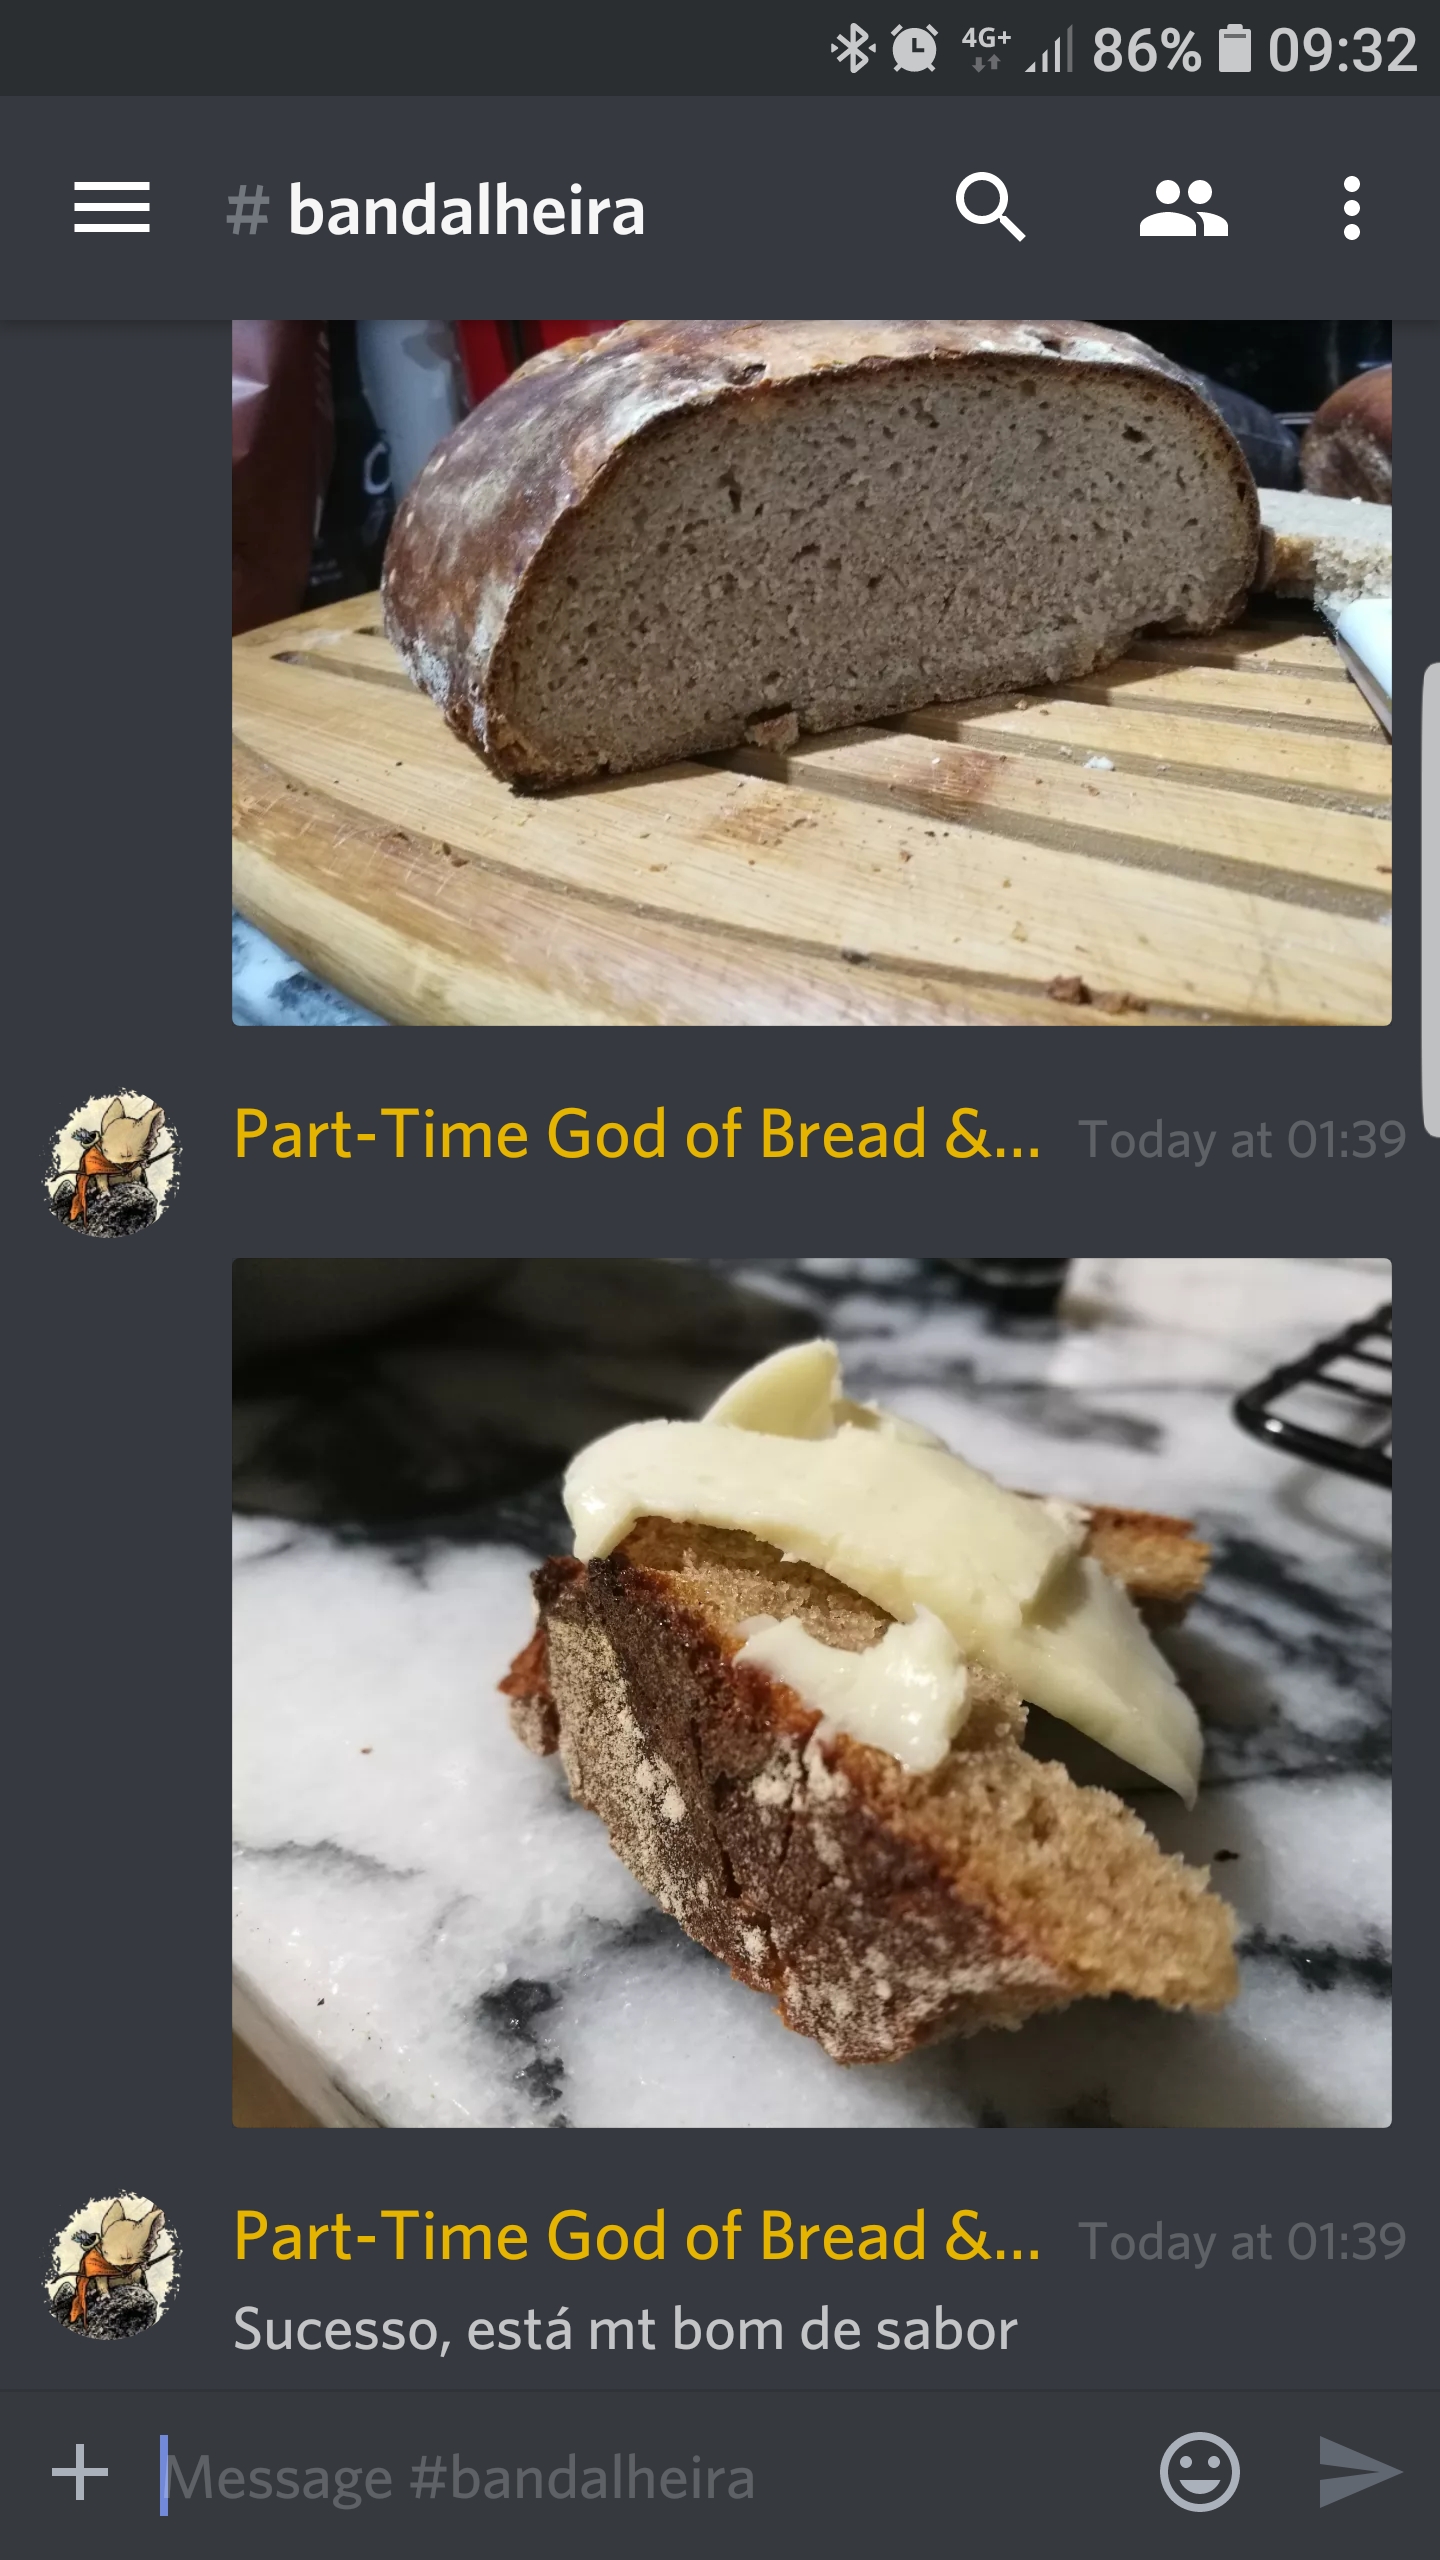 4G+ 86% 09:32
# bandalheira
Part-Time God of Bread &... Today at 01:39
Part-Time God of Bread &... Today at 01:39
Sucesso, está mt bom de sabor
Message #bandalheira